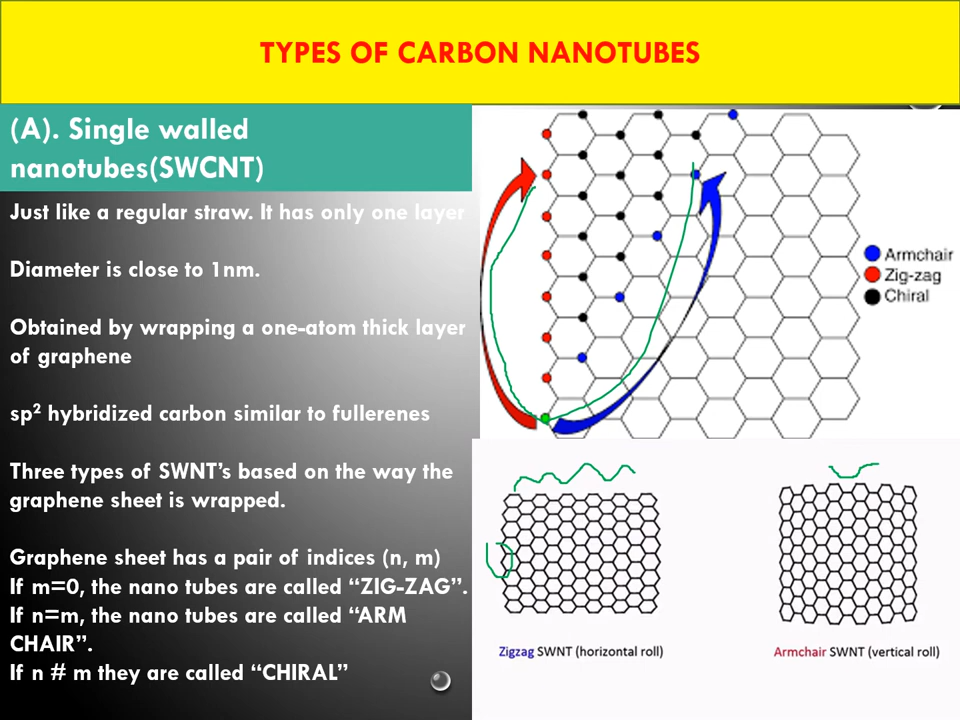 TYPES OF CARBON NANOTUBES
(A). Single walled
nanotubes(SWCNT)
Just like a regular straw. It has only one layer
Diameter is close to 1nm.
Obtained by wrapping a one-atom thick layer
of graphene
sp² hybridized carbon similar to fullerenes
Three types of SWNT's based on the way the
graphene sheet is wrapped.
Graphene sheet has a pair of indices (n, m)
If m=0, the nano tubes are called “ZIG-ZAG”.
If n=m, the nano tubes are called “ARM
CHAIR”.
If n # m they are called “CHIRAL”
Armchair
Zig-zag
Chiral
Zigzag SWNT (horizontal roll)
Armchair SWNT (vertical roll)